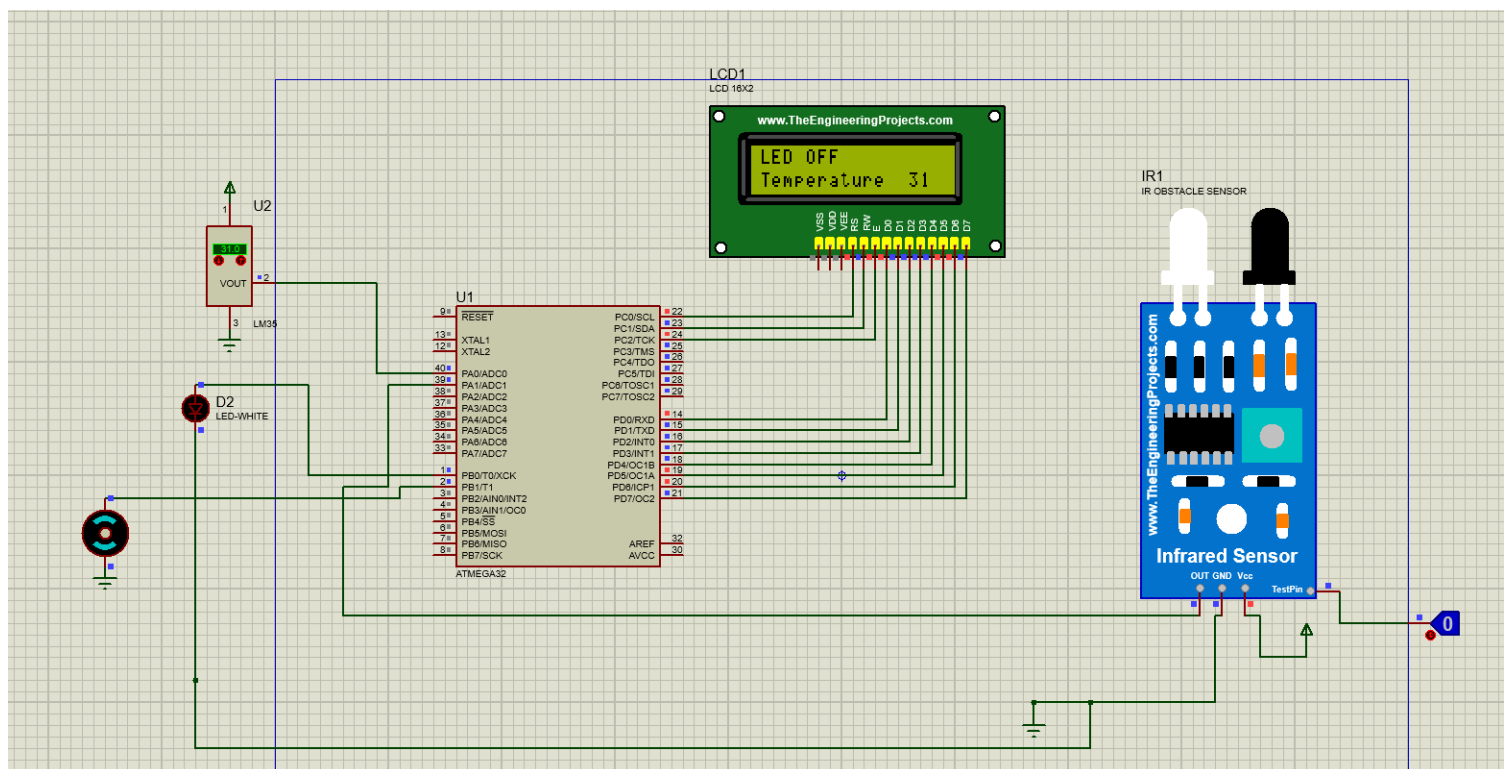 LCD1
LCD 16X2
www.TheEngineeringProjects.com
LED OFF
Temperature 31
VSS
VDD
VEE
RS
RW
E
D0
D1
D2
D3
D4
D5
D6
D7
U2
1
31.0
VOUT
2
3
LM35
D2
LED-WHITE
U1
9 RESET
13 XTAL1
12 XTAL2
40 PA0/ADC0
39 PA1/ADC1
38 PA2/ADC2
37 PA3/ADC3
36 PA4/ADC4
35 PA5/ADC5
34 PA6/ADC6
33 PA7/ADC7
1 PB0/T0/XCK
2 PB1/T1
3 PB2/AIN0/INT2
4 PB3/AIN1/OC0
5 PB4/SS
6 PB5/MOSI
7 PB6/MISO
8 PB7/SCK
PC0/SCL 22
PC1/SDA 23
PC2/TCK 24
PC3/TMS 25
PC4/TDO 26
PC5/TDI 27
PC6/TOSC1 28
PC7/TOSC2 29
PD0/RXD 14
PD1/TXD 15
PD2/INT0 16
PD3/INT1 17
PD4/OC1B 18
PD5/OC1A 19
PD6/ICP1 20
PD7/OC2 21
AREF 32
AVCC 30
ATMEGA32
IR1
IR OBSTACLE SENSOR
www.TheEngineeringProjects.com
Infrared Sensor
OUT GND Vcc
TestPin
0